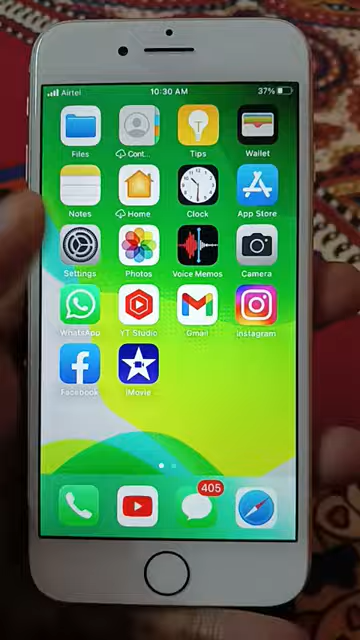 Airtel 10:30 AM 37%
Files Cont... Tips Wallet
Notes Home Clock App Store
Settings Photos Voice Memos Camera
WhatsApp YT Studio Gmail Instagram
Facebook iMovie
405